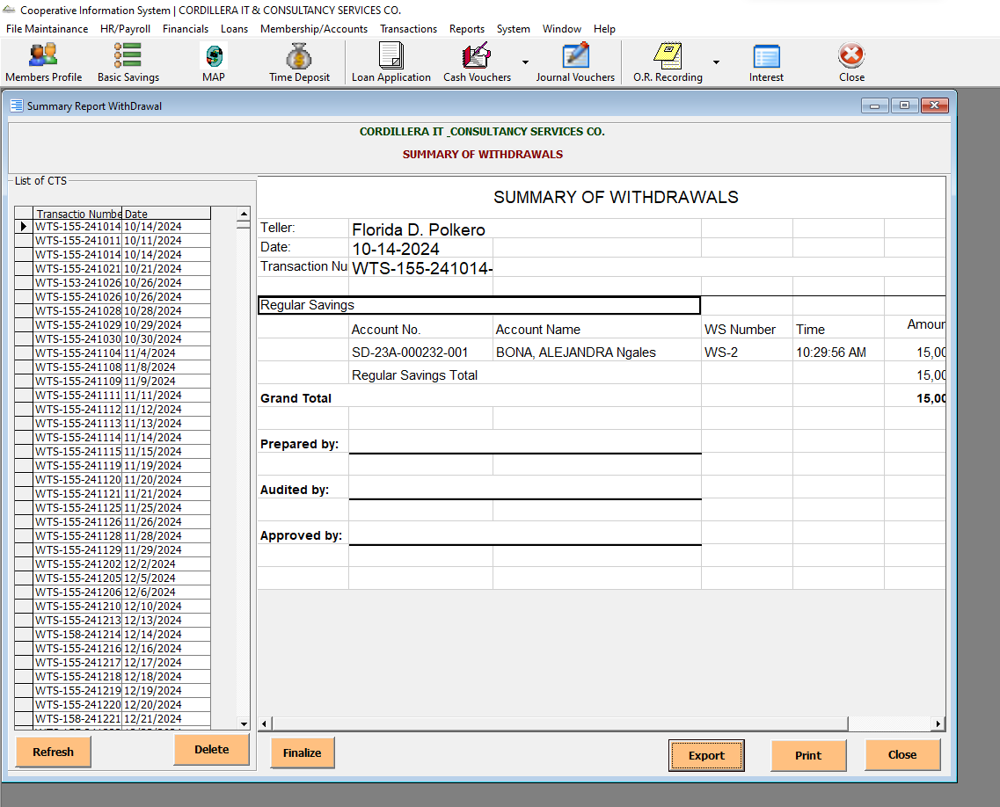 Cooperative Information System | CORDILLERA IT & CONSULTANCY SERVICES CO.
File Maintainance HR/Payroll Financials Loans Membership/Accounts Transactions Reports System Window Help
Members Profile Basic Savings MAP Time Deposit Loan Application Cash Vouchers Journal Vouchers O.R. Recording Interest Close
Summary Report WithDrawal
CORDILLERA IT _CONSULTANCY SERVICES CO.
SUMMARY OF WITHDRAWALS
List of CTS
Transactio Numbe Date
WTS-155-241014 10/14/2024
WTS-155-241011 10/11/2024
WTS-155-241014 10/14/2024
WTS-155-241021 10/21/2024
WTS-153-241026 10/26/2024
WTS-155-241026 10/26/2024
WTS-155-241028 10/28/2024
WTS-155-241029 10/29/2024
WTS-155-241030 10/30/2024
WTS-155-241104 11/4/2024
WTS-155-241108 11/8/2024
WTS-155-241109 11/9/2024
WTS-155-241111 11/11/2024
WTS-155-241112 11/12/2024
WTS-155-241113 11/13/2024
WTS-155-241114 11/14/2024
WTS-155-241115 11/15/2024
WTS-155-241119 11/19/2024
WTS-155-241120 11/20/2024
WTS-155-241121 11/21/2024
WTS-155-241125 11/25/2024
WTS-155-241126 11/26/2024
WTS-155-241128 11/28/2024
WTS-155-241129 11/29/2024
WTS-155-241202 12/2/2024
WTS-155-241205 12/5/2024
WTS-155-241206 12/6/2024
WTS-155-241210 12/10/2024
WTS-155-241213 12/13/2024
WTS-158-241214 12/14/2024
WTS-155-241216 12/16/2024
WTS-155-241217 12/17/2024
WTS-155-241218 12/18/2024
WTS-155-241219 12/19/2024
WTS-155-241220 12/20/2024
WTS-158-241221 12/21/2024
SUMMARY OF WITHDRAWALS
Teller: Florida D. Polkero
Date: 10-14-2024
Transaction Nu WTS-155-241014-
Regular Savings
Account No. Account Name WS Number Time Amour
SD-23A-000232-001 BONA, ALEJANDRA Ngales WS-2 10:29:56 AM 15,00
Regular Savings Total 15,00
Grand Total 15,00
Prepared by:
Audited by:
Approved by:
Refresh Delete Finalize Export Print Close